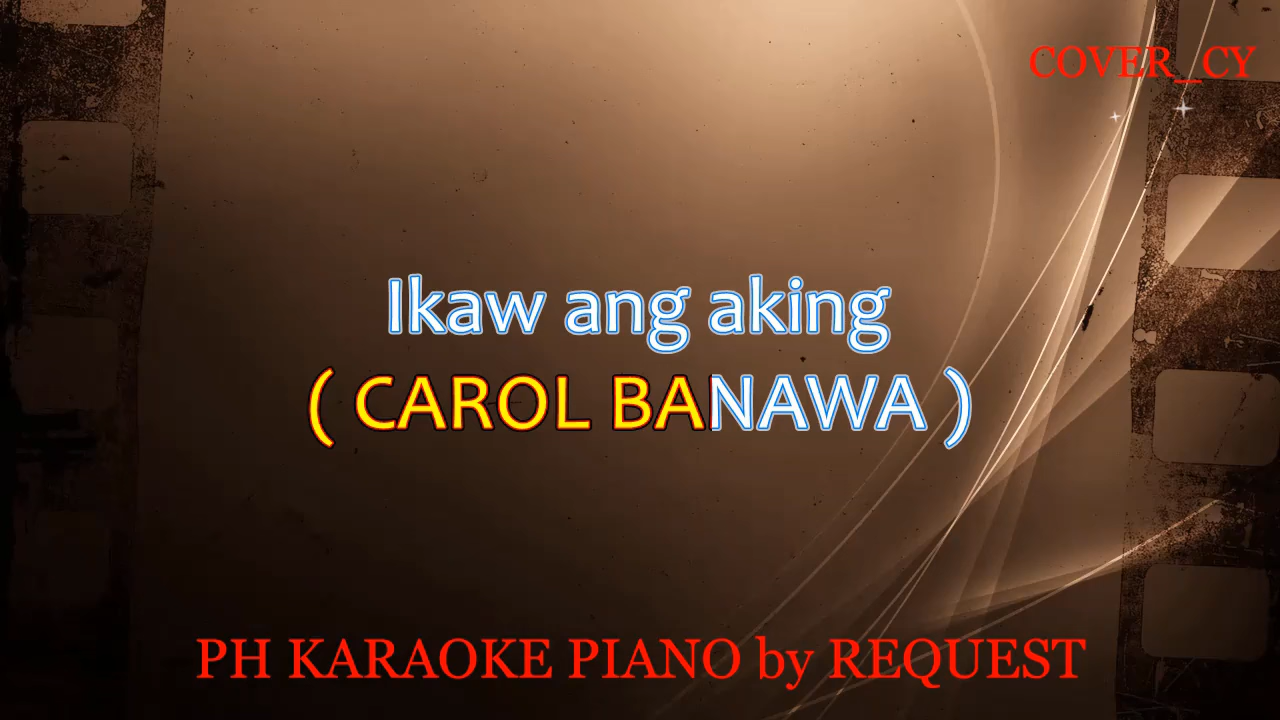 COVER_CY
Ikaw ang aking
( CAROL BANAWA )
PH KARAOKE PIANO by REQUEST